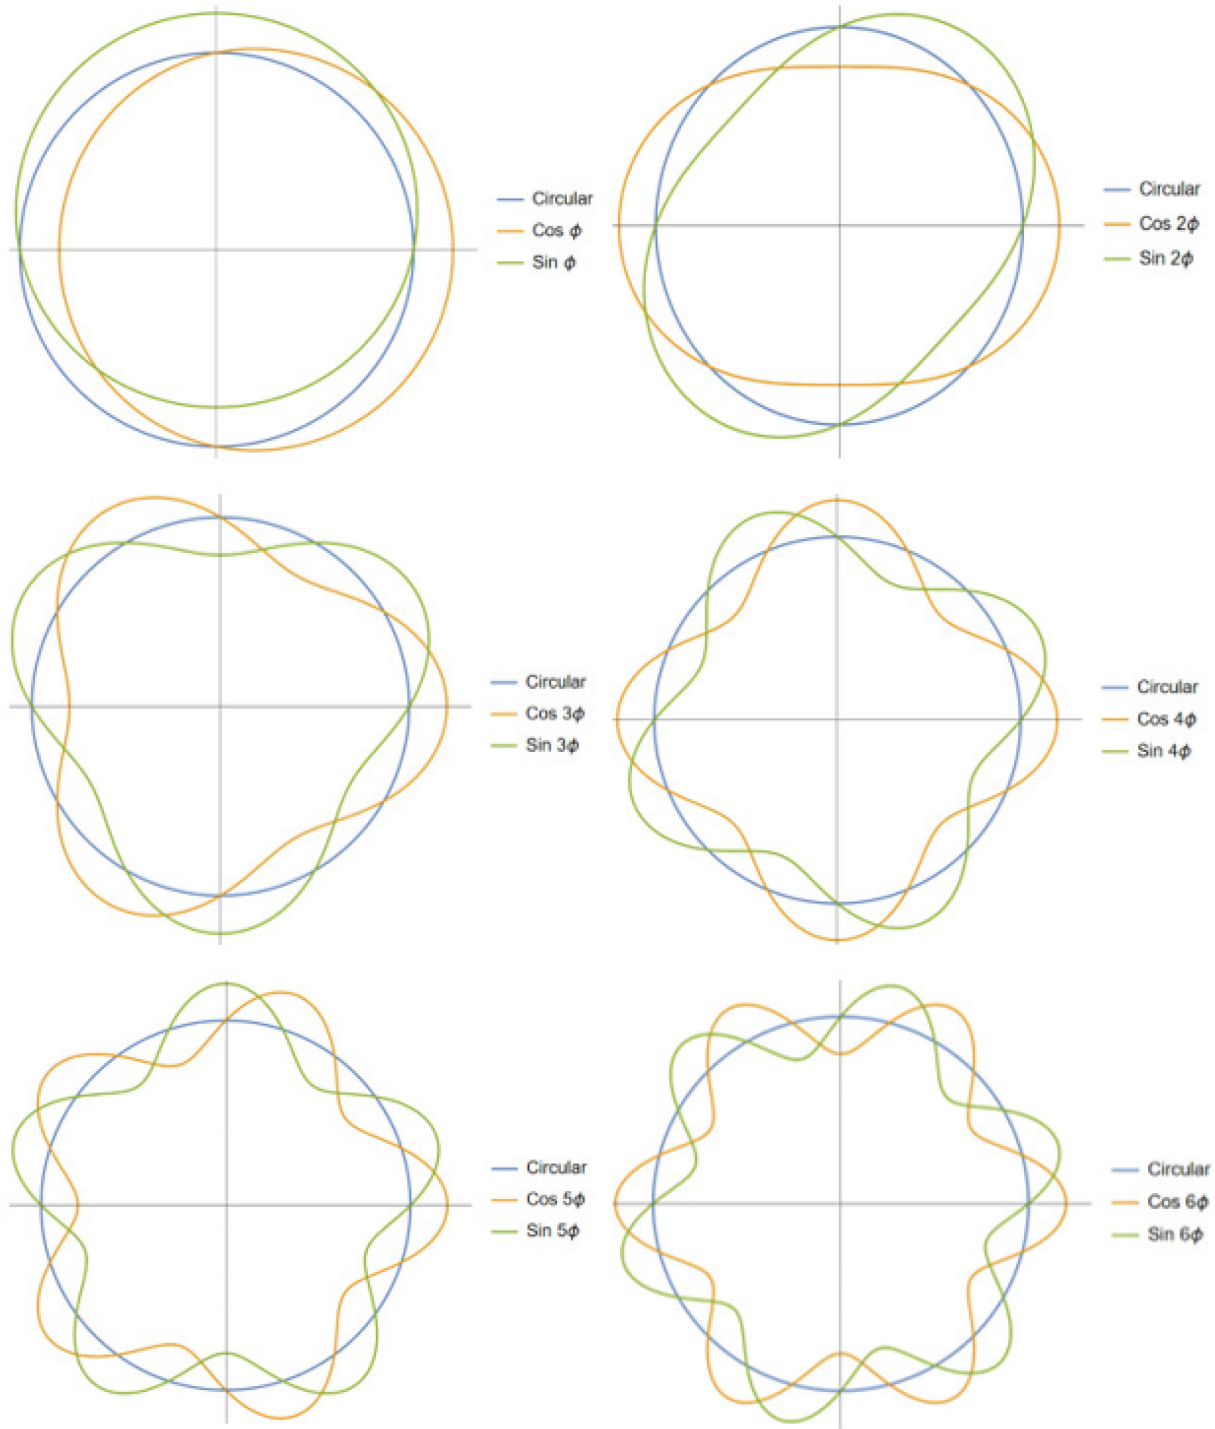 Circular
Cos ϕ
Sin ϕ
Circular
Cos 2ϕ
Sin 2ϕ
Circular
Cos 3ϕ
Sin 3ϕ
Circular
Cos 4ϕ
Sin 4ϕ
Circular
Cos 5ϕ
Sin 5ϕ
Circular
Cos 6ϕ
Sin 6ϕ